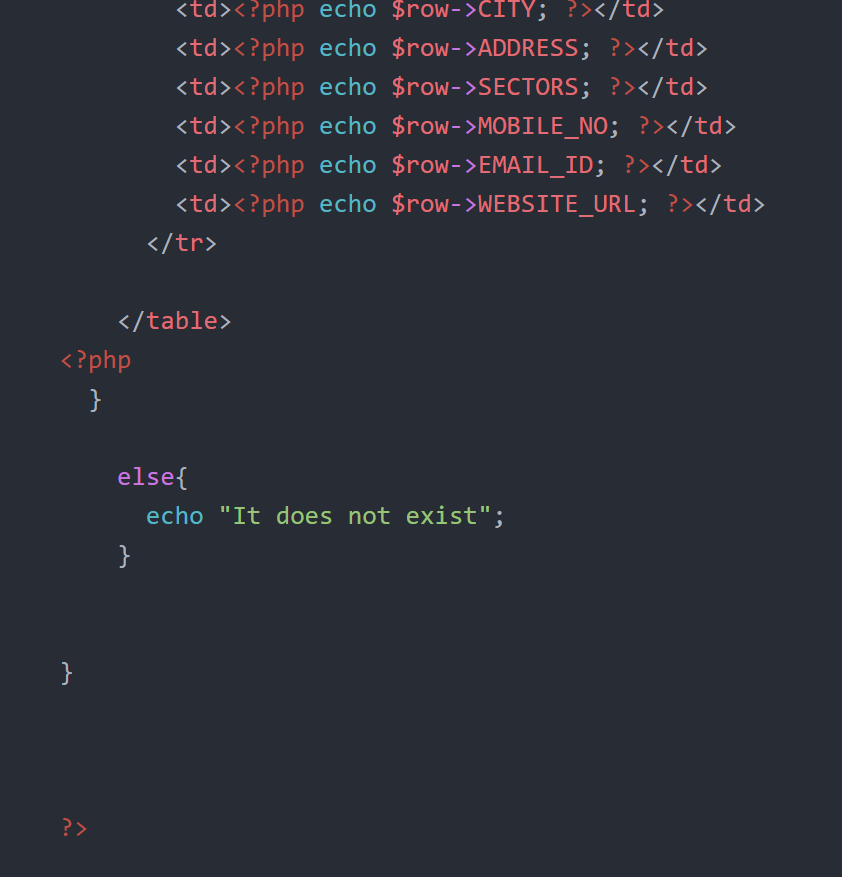 <td><?php echo $row->CITY; ?></td>
<td><?php echo $row->ADDRESS; ?></td>
<td><?php echo $row->SECTORS; ?></td>
<td><?php echo $row->MOBILE_NO; ?></td>
<td><?php echo $row->EMAIL_ID; ?></td>
<td><?php echo $row->WEBSITE_URL; ?></td>
</tr>
</table>
<?php
}
else{
echo "It does not exist";
}
}
?>